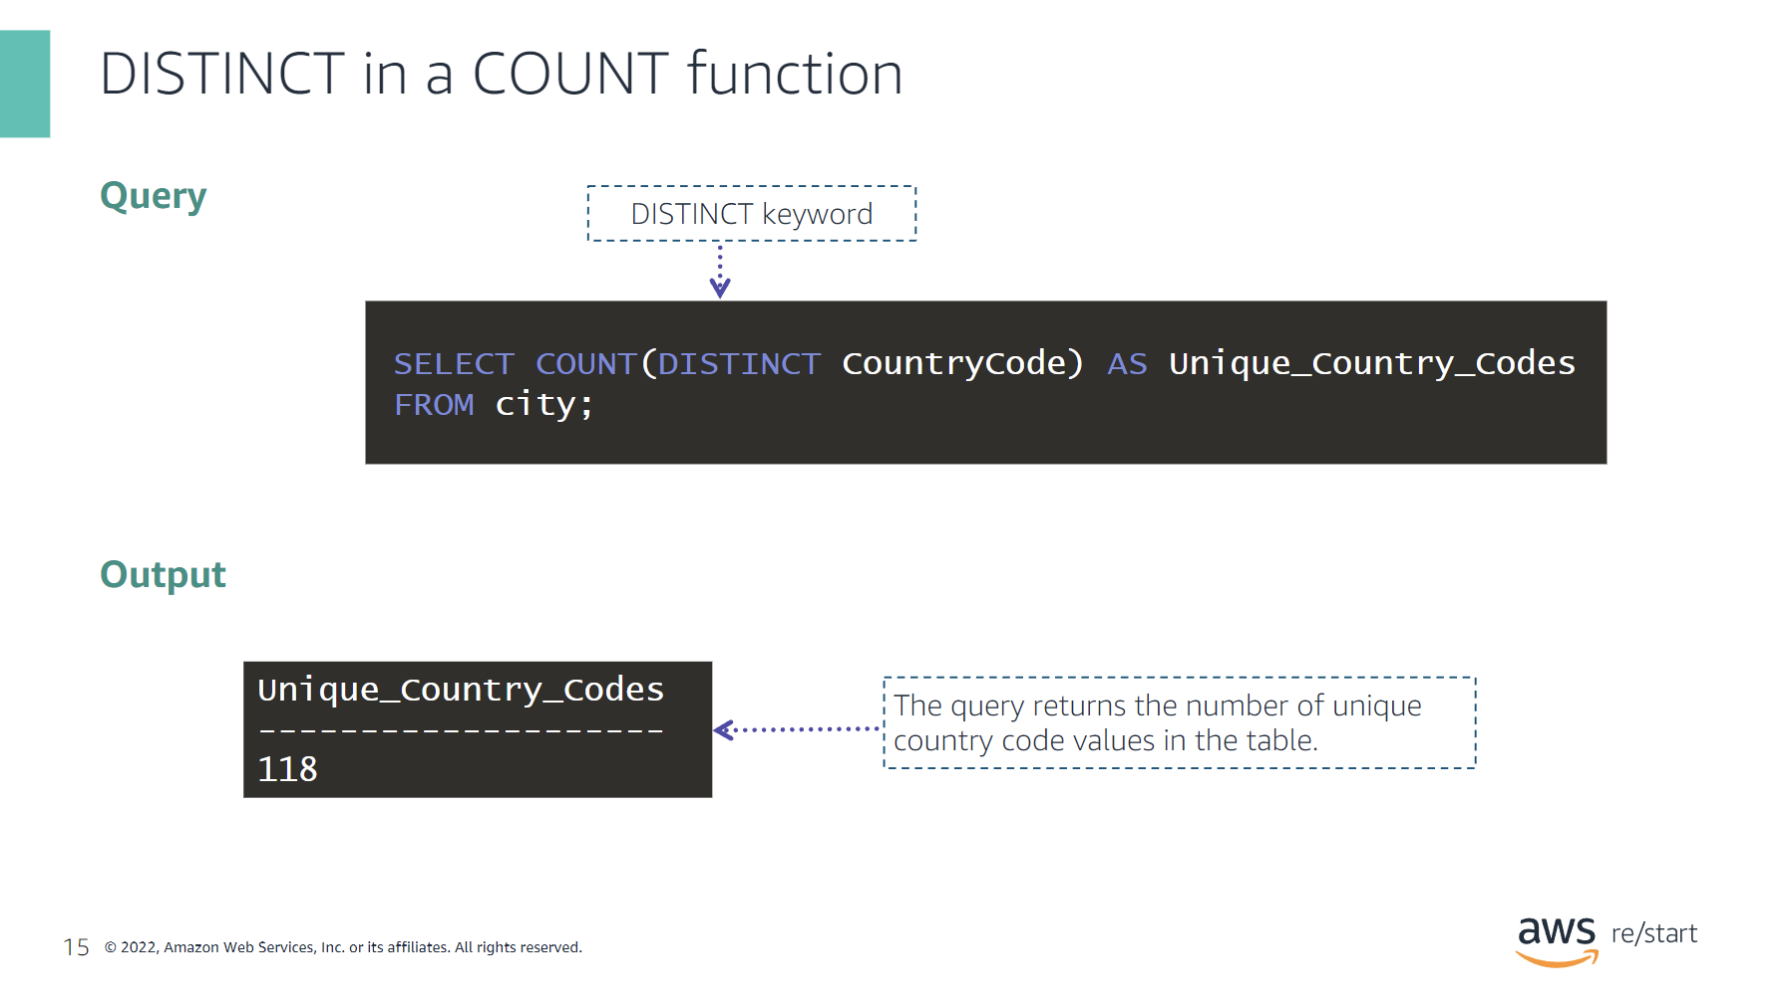 DISTINCT in a COUNT function
Query
DISTINCT keyword
SELECT COUNT(DISTINCT CountryCode) AS Unique_Country_Codes
FROM city;
Output
Unique_Country_Codes
--------------------
118
The query returns the number of unique
country code values in the table.
15 © 2022, Amazon Web Services, Inc. or its affiliates. All rights reserved.
aws re/start